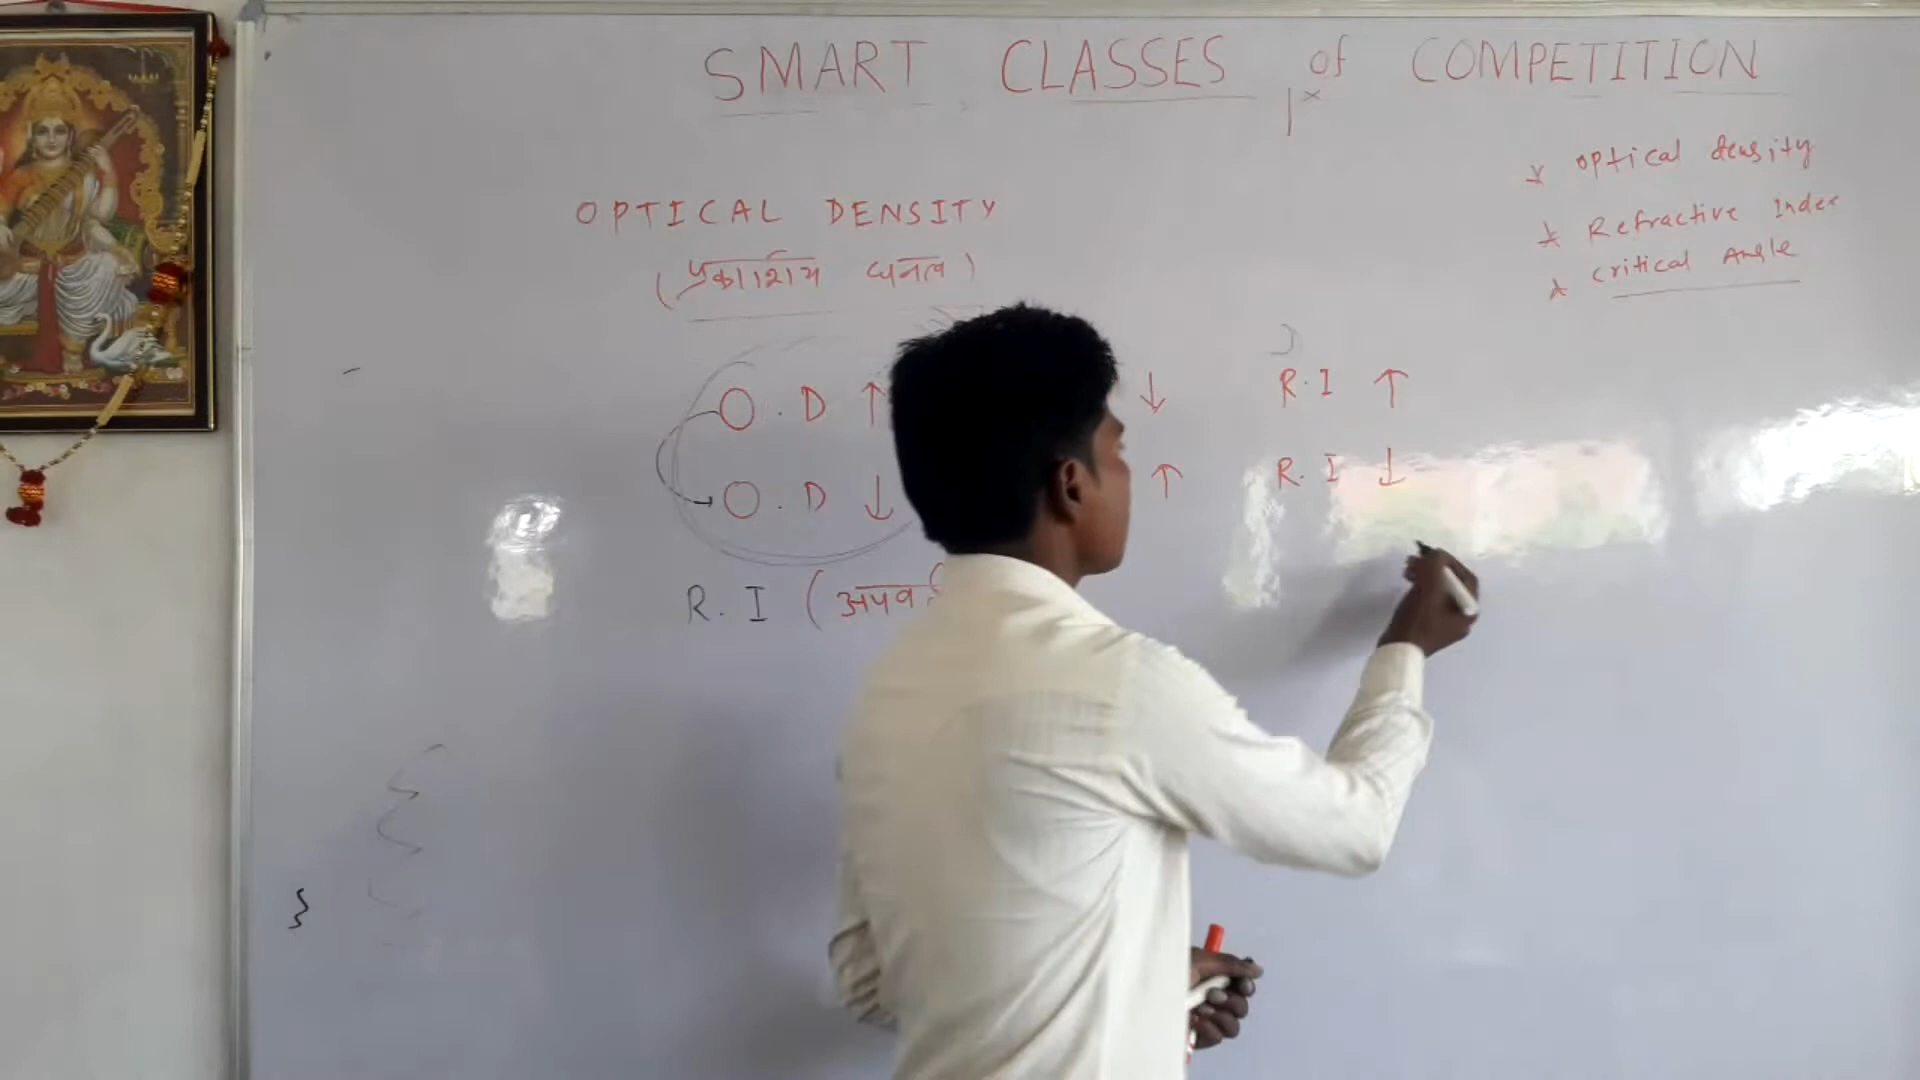 SMART CLASSES of COMPETITION
* optical density
* Refractive Index
* Critical Angle
OPTICAL DENSITY
(प्रकाशीय घनत्व)
O.D ↑ ↓ R.I ↑
O.D ↓ ↑ R.I ↓
R.I (अपव